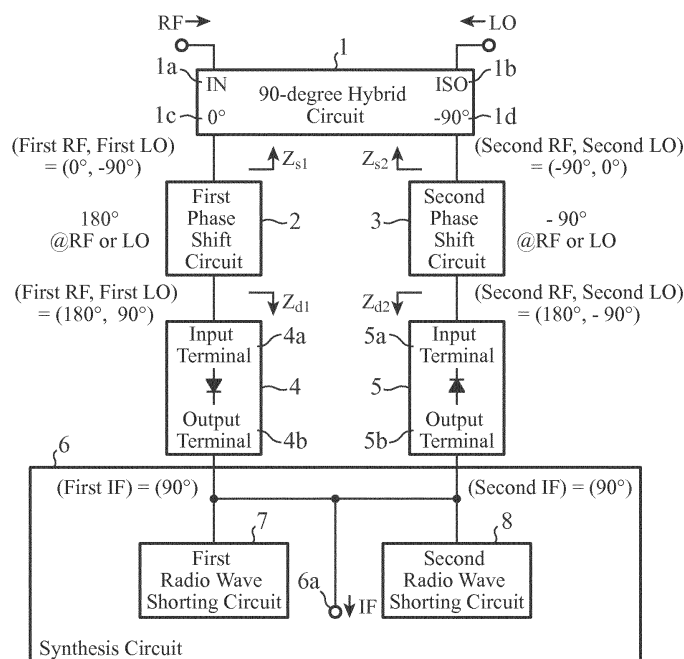 RF
LO
1
1a
1b
IN
ISO
90-degree Hybrid
Circuit
1c
0°
-90°
1d
(First RF, First LO)
= (0°, -90°)
Zs1
Zs2
(Second RF, Second LO)
= (-90°, 0°)
180°
@RF or LO
First
Phase
Shift
Circuit
2
3
Second
Phase
Shift
Circuit
- 90°
@RF or LO
(First RF, First LO)
= (180°, 90°)
Zd1
Zd2
(Second RF, Second LO)
= (180°, - 90°)
Input
Terminal
4a
4
Output
Terminal
4b
5a
Input
Terminal
5
5b
Output
Terminal
6
(First IF) = (90°)
(Second IF) = (90°)
7
First
Radio Wave
Shorting Circuit
6a
IF
8
Second
Radio Wave
Shorting Circuit
Synthesis Circuit